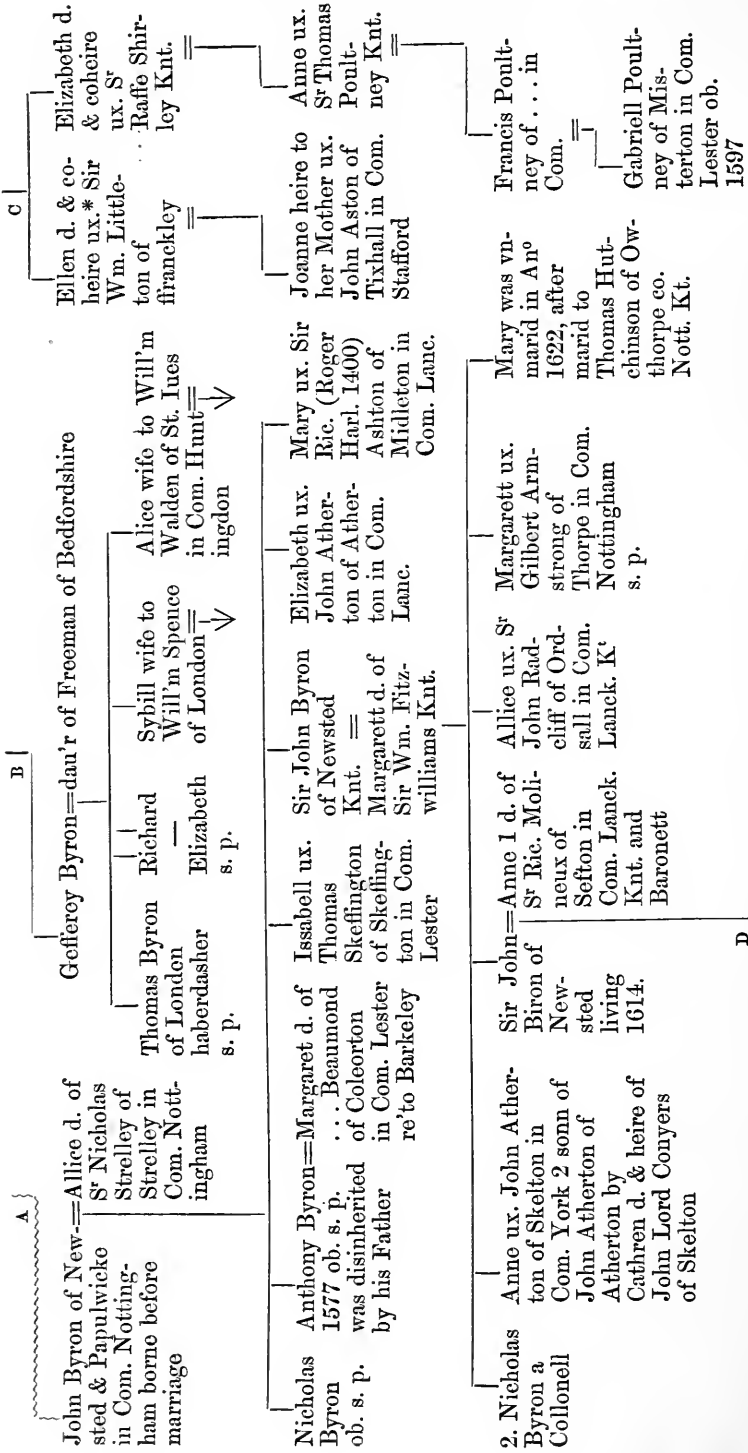 A
John Byron of New-=Allice d. of
sted & Papulwicke
in Com. Notting-
ham borne before
marriage
Sʳ Nicholas
Strelley of
Strelley in
Com. Nott-
ingham
B
Gefferey Byron=dau'r of Freeman of Bedfordshire
Thomas Byron
of London
haberdasher
s. p.
Richard
—
Elizabeth
s. p.
Sybill wife to
Will'm Spence
of London=
Alice wife to Will'm
Walden of St. Iues
in Com. Hunt=
ingdon
C
Ellen d. & co-
heire ux.* Sir
Wm. Little-
ton of
ffranckley
=
Elizabeth d.
& coheire
ux. Sʳ
Raffe Shir-
ley Knt.
=
Nicholas
Byron
ob. s. p.
Anthony Byron=Margaret d. of
1577 ob. s. p.
was disinherited
by his Father
... Beaumond
of Coleorton
in Com. Lester
re'to Barkeley
Issabell ux.
Thomas
Skeffington
of Skeffing-
ton in Com.
Lester
Sir John Byron
of Newsted
Knt. =
Margarett d. of
Sir Wm. Fitz-
williams Knt.
Elizabeth ux.
John Ather-
ton of Ather-
ton in Com.
Lanc.
Mary ux. Sir
Ric. (Roger
Harl. 1400)
Ashton of
Midleton in
Com. Lanc.
Joanne heire to
her Mother ux.
John Aston of
Tixhall in Com.
Stafford
Anne ux.
Sʳ Thomas
Poult-
ney Knt.
=
2. Nicholas
Byron a
Collonell
Anne ux. John Ather-
ton of Skelton in
Com. York 2 sonn of
John Atherton of
Atherton by
Cathren d. & heire of
John Lord Conyers
of Skelton
Sir John=Anne 1 d. of
Biron of
New-
sted
living
1614.
Sʳ Ric. Moli-
neux of
Sefton in
Com. Lanck.
Knt. and
Baronett
D
Allice ux. Sʳ
John Rad-
cliff of Ord-
sall in Com.
Lanck. Kᵗ
Margarett ux.
Gilbert Arm-
strong of
Thorpe in Com.
Nottingham
s. p.
Mary was vn-
marid in Anº
1622, after
marid to
Thomas Hut-
chinson of Ow-
thorpe co.
Nott. Kt.
Francis Poult-
ney of ... in
Com.
=
Gabriell Poult-
ney of Mis-
terton in Com.
Lester ob.
1597